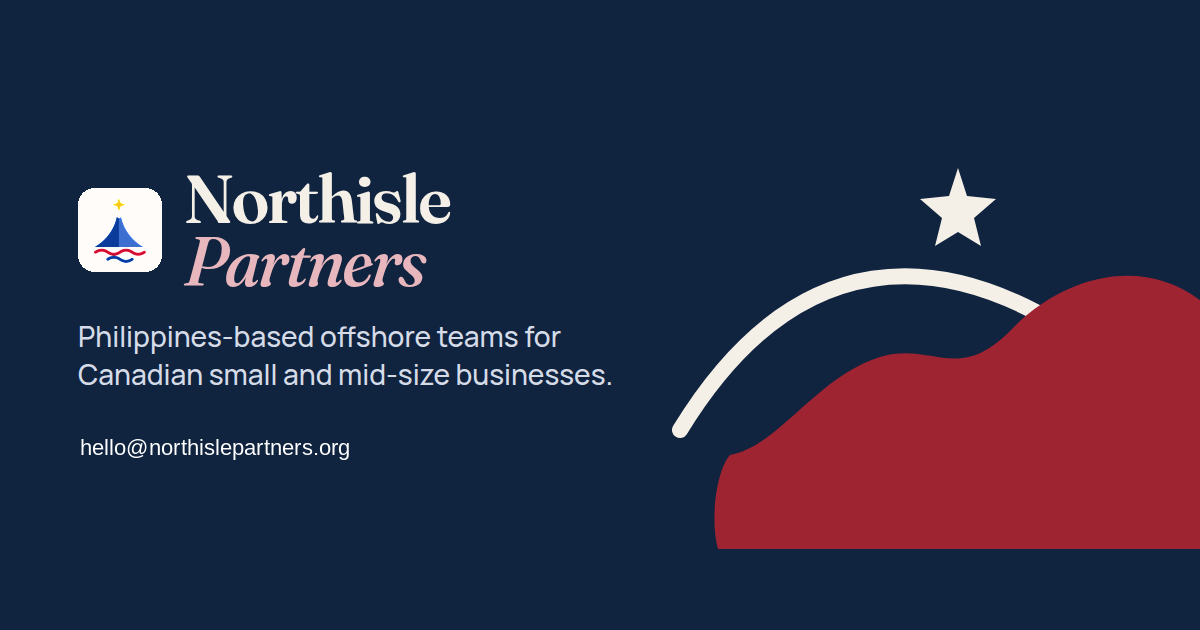 Northisle
Partners
Philippines-based offshore teams for
Canadian small and mid-size businesses.
hello@northislepartners.org